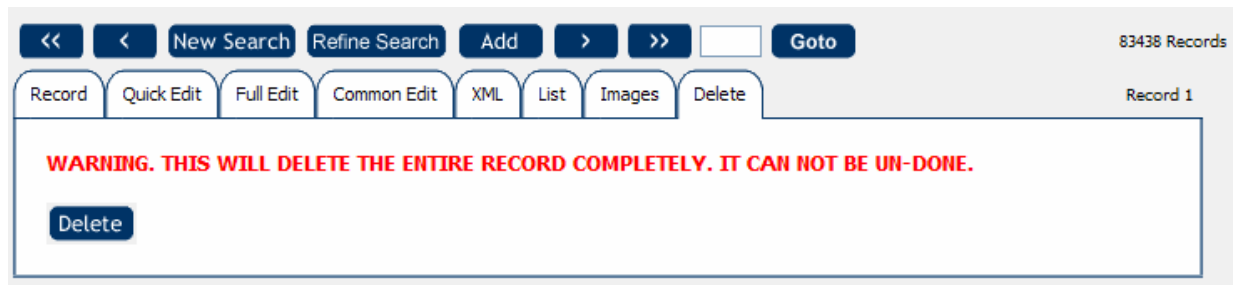 << < New Search Refine Search Add > >> Goto 83438 Records
Record Quick Edit Full Edit Common Edit XML List Images Delete Record 1
WARNING. THIS WILL DELETE THE ENTIRE RECORD COMPLETELY. IT CAN NOT BE UN-DONE.
Delete